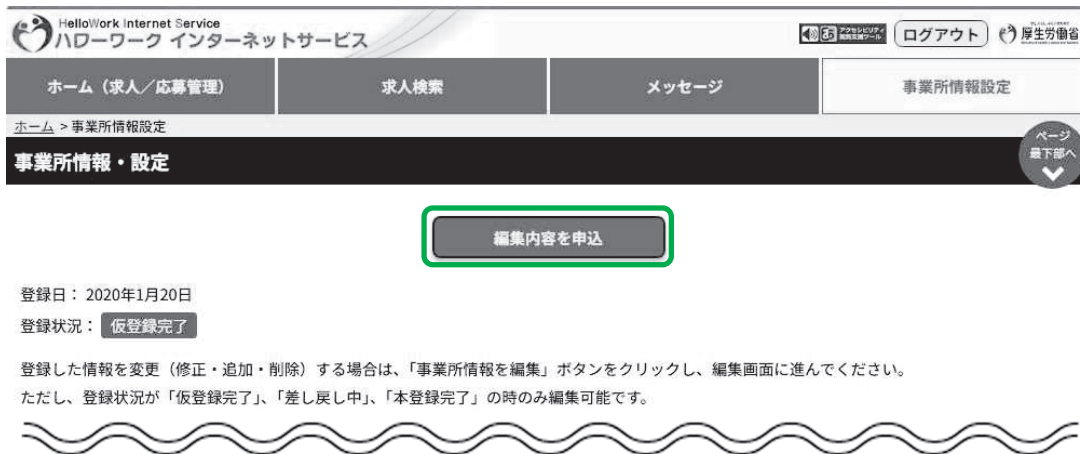 HelloWork Internet Service
ハローワーク インターネットサービス
ログアウト
厚生労働省
ホーム（求人／応募管理）
求人検索
メッセージ
事業所情報設定
ホーム > 事業所情報設定
ページ
最下部へ
事業所情報・設定
編集内容を申込
登録日： 2020年1月20日
登録状況： 仮登録完了
登録した情報を変更（修正・追加・削除）する場合は、「事業所情報を編集」ボタンをクリックし、編集画面に進んでください。
ただし、登録状況が「仮登録完了」、「差し戻し中」、「本登録完了」の時のみ編集可能です。